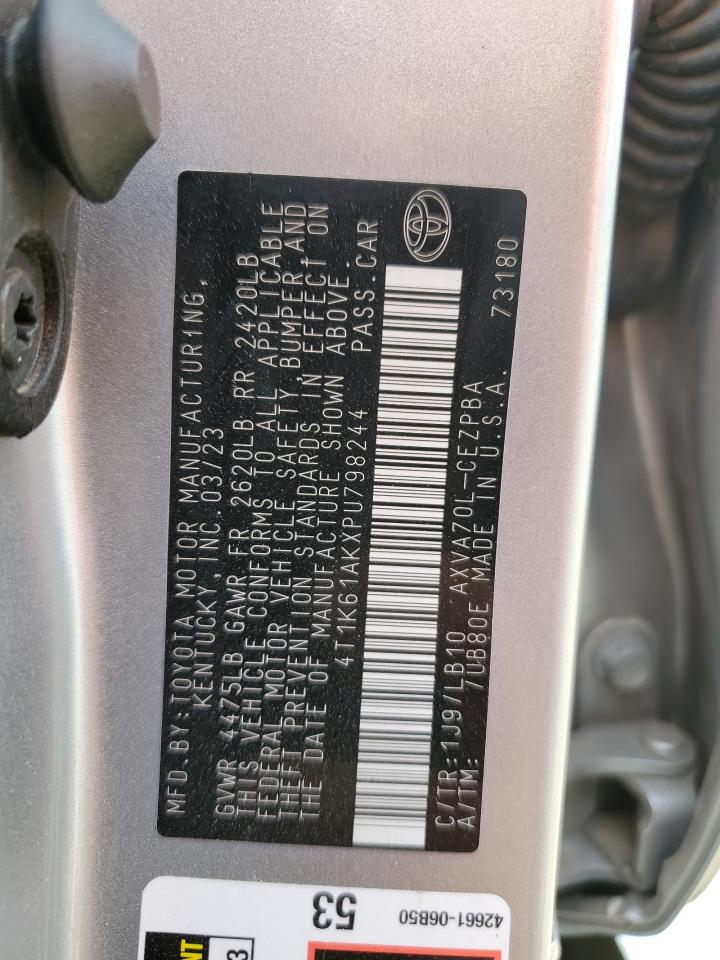 MFD.BY:TOYOTA MOTOR MANUFACTURING,
KENTUCKY,INC.03/23
GVWR 4475LB GAWR FR 2620LB RR 2420LB
THIS VEHICLE CONFORMS TO ALL APPLICABLE
FEDERAL MOTOR VEHICLE SAFETY,BUMPER,AND
THEFT PREVENTION STANDARDS IN EFFECT ON
THE DATE OF MANUFACTURE SHOWN ABOVE.
4T1K61AKXPU798244 PASS.CAR
C/TR:1J9/LB10 AXVA70L-CEZPBA
A/TM: 7UB80E MADE IN U.S.A. 73180
53
42661-06B50